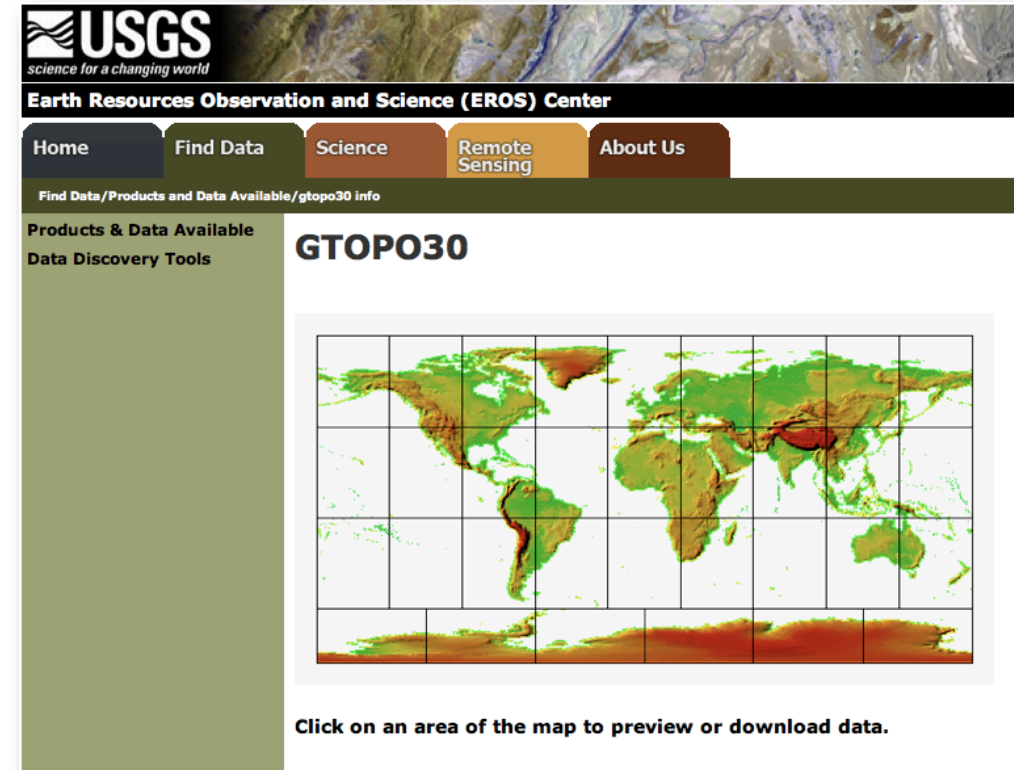 USGS
science for a changing world
Earth Resources Observation and Science (EROS) Center
Home
Find Data
Science
Remote
Sensing
About Us
Find Data/Products and Data Available/gtopo30 info
Products & Data Available
Data Discovery Tools
GTOPO30
Click on an area of the map to preview or download data.